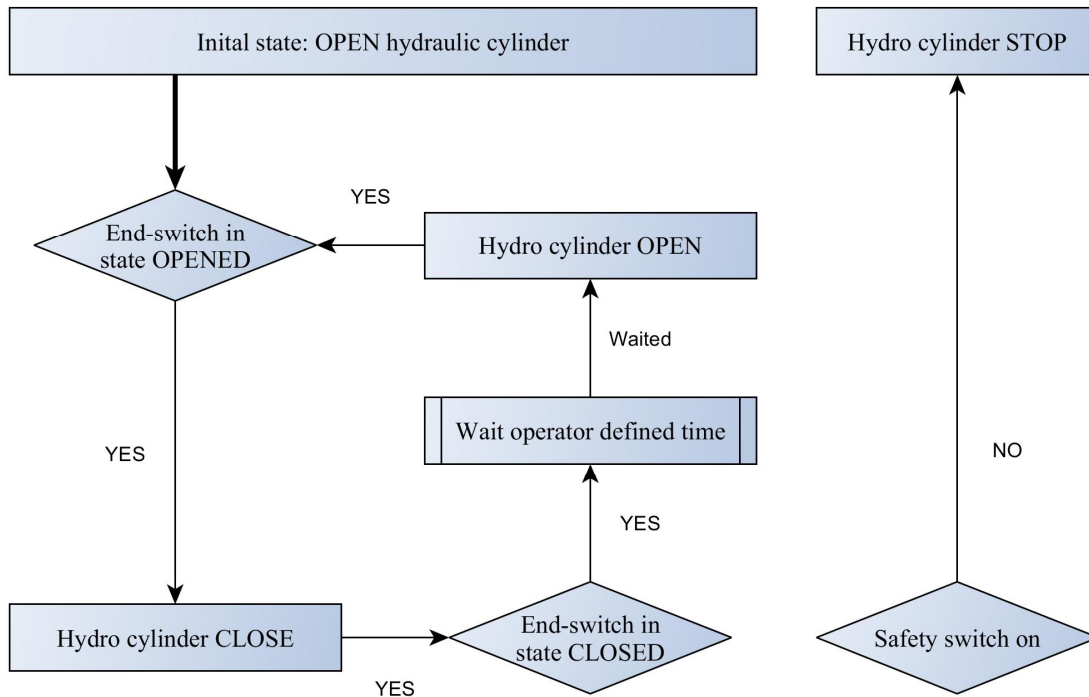 Inital state: OPEN hydraulic cylinder
Hydro cylinder STOP
YES
End-switch in
state OPENED
Hydro cylinder OPEN
Waited
Wait operator defined time
YES
NO
YES
Hydro cylinder CLOSE
End-switch in
state CLOSED
Safety switch on
YES